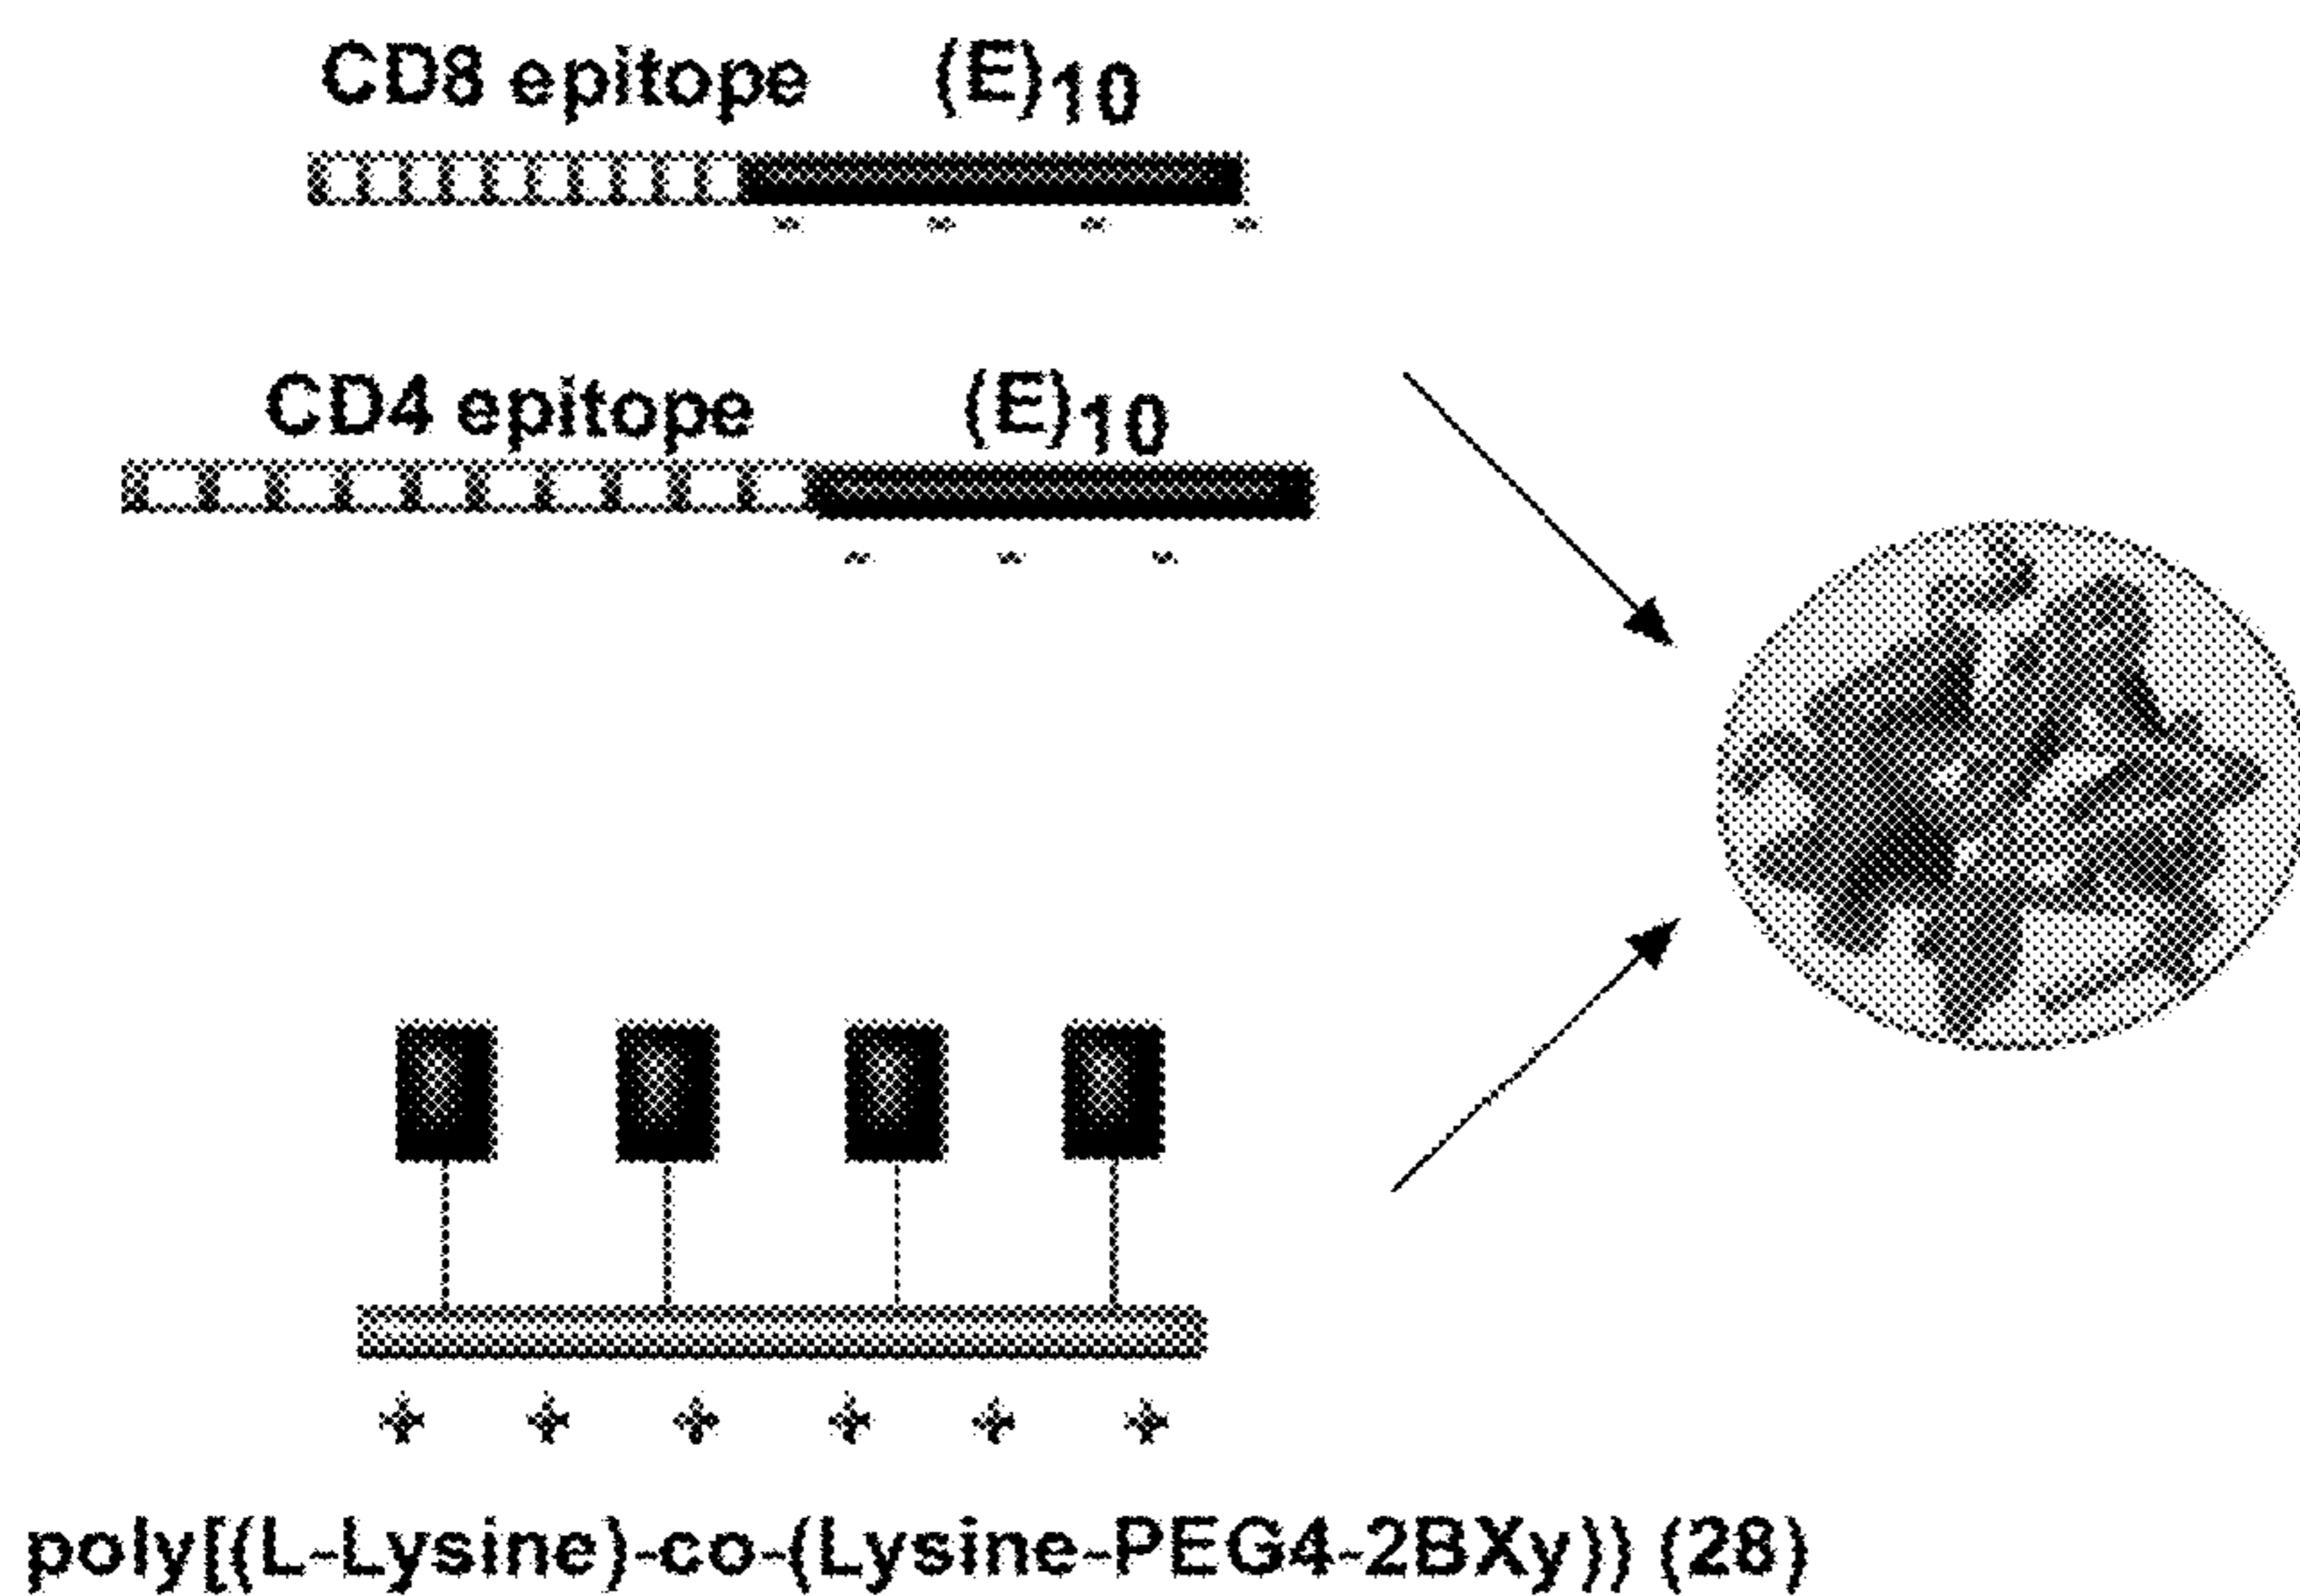 CD8 epitope (E)10
CD4 epitope (E)10
poly[(L-Lysine)-co-(Lysine-PEG4-2BXy)) (28)